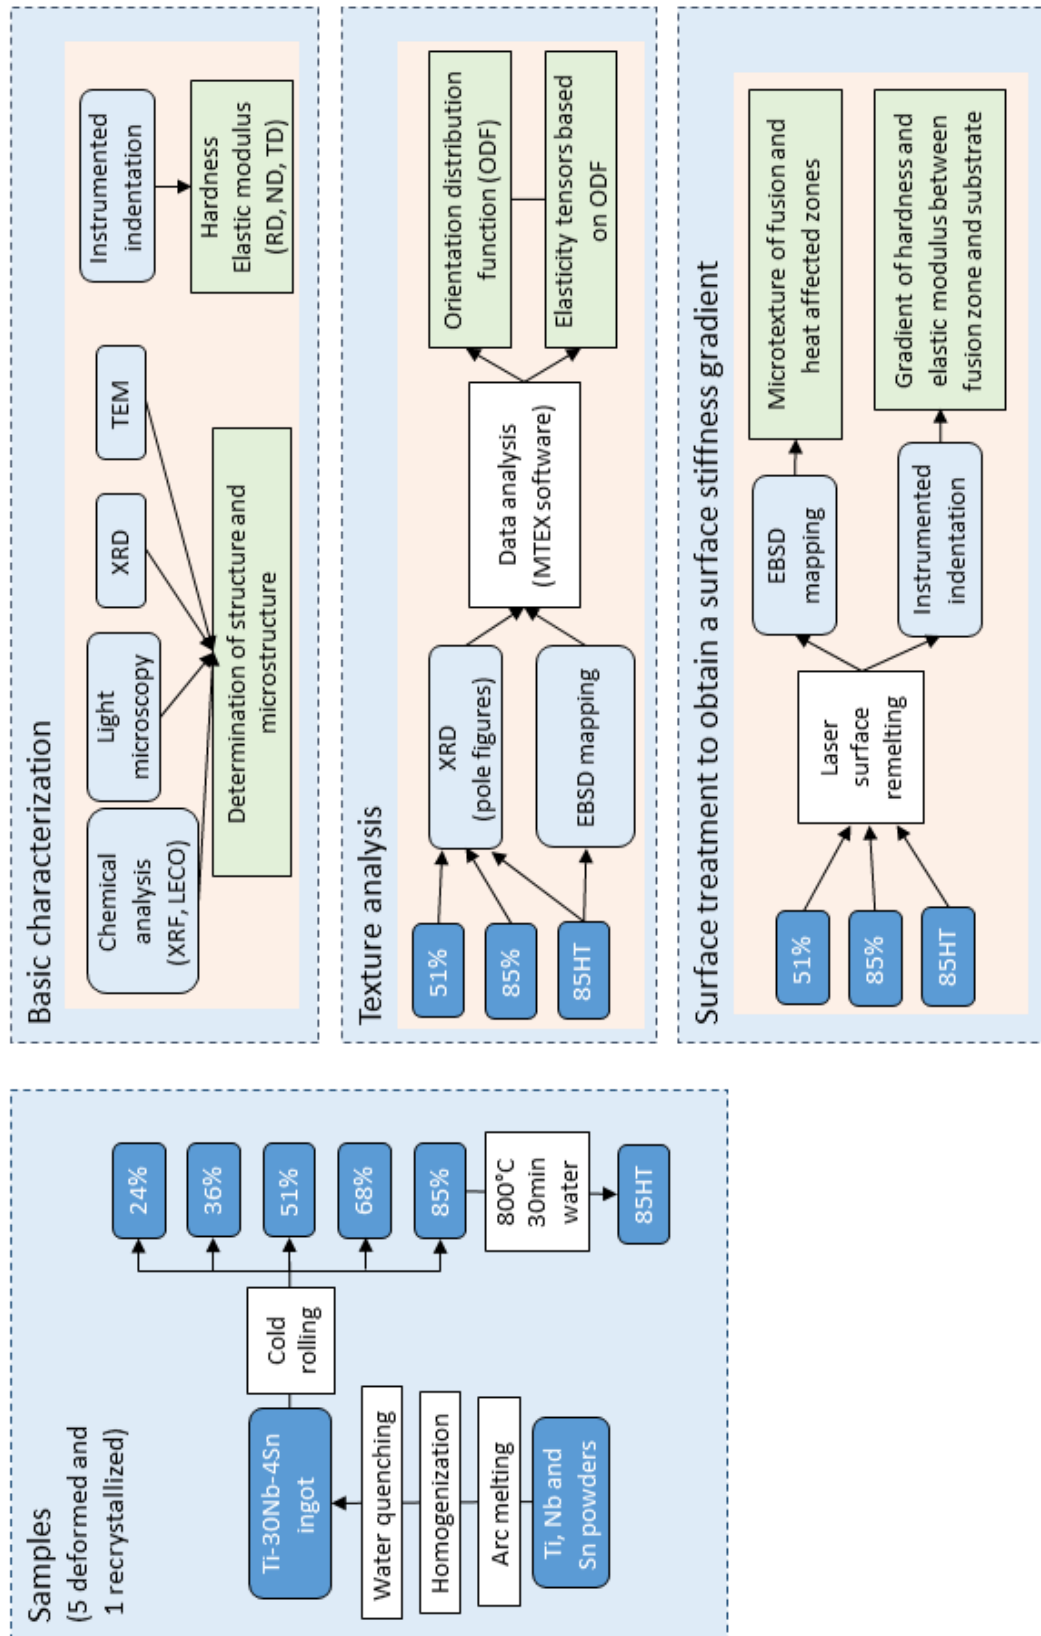 Samples
(5 deformed and
1 recrystallized)
Ti-30Nb-4Sn
ingot
Water quenching
Homogenization
Arc melting
Ti, Nb and
Sn powders
Cold
rolling
24%
36%
51%
68%
85%
800°C
30min
water
85HT
Basic characterization
Chemical
analysis
(XRF, LECO)
Light
microscopy
XRD
TEM
Instrumented
indentation
Determination of structure and
microstructure
Hardness
Elastic modulus
(RD, ND, TD)
Texture analysis
51%
85%
85HT
XRD
(pole figures)
EBSD mapping
Data analysis
(MTEX software)
Orientation distribution
function (ODF)
Elasticity tensors based
on ODF
Surface treatment to obtain a surface stiffness gradient
51%
85%
85HT
Laser
surface
remelting
EBSD
mapping
Instrumented
indentation
Microtexture of fusion and
heat affected zones
Gradient of hardness and
elastic modulus between
fusion zone and substrate